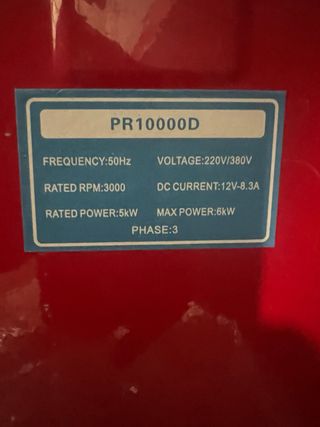 PR10000D
FREQUENCY:50Hz VOLTAGE:220V/380V
RATED RPM:3000 DC CURRENT:12V-8.3A
RATED POWER:5kW MAX POWER:6kW
PHASE:3